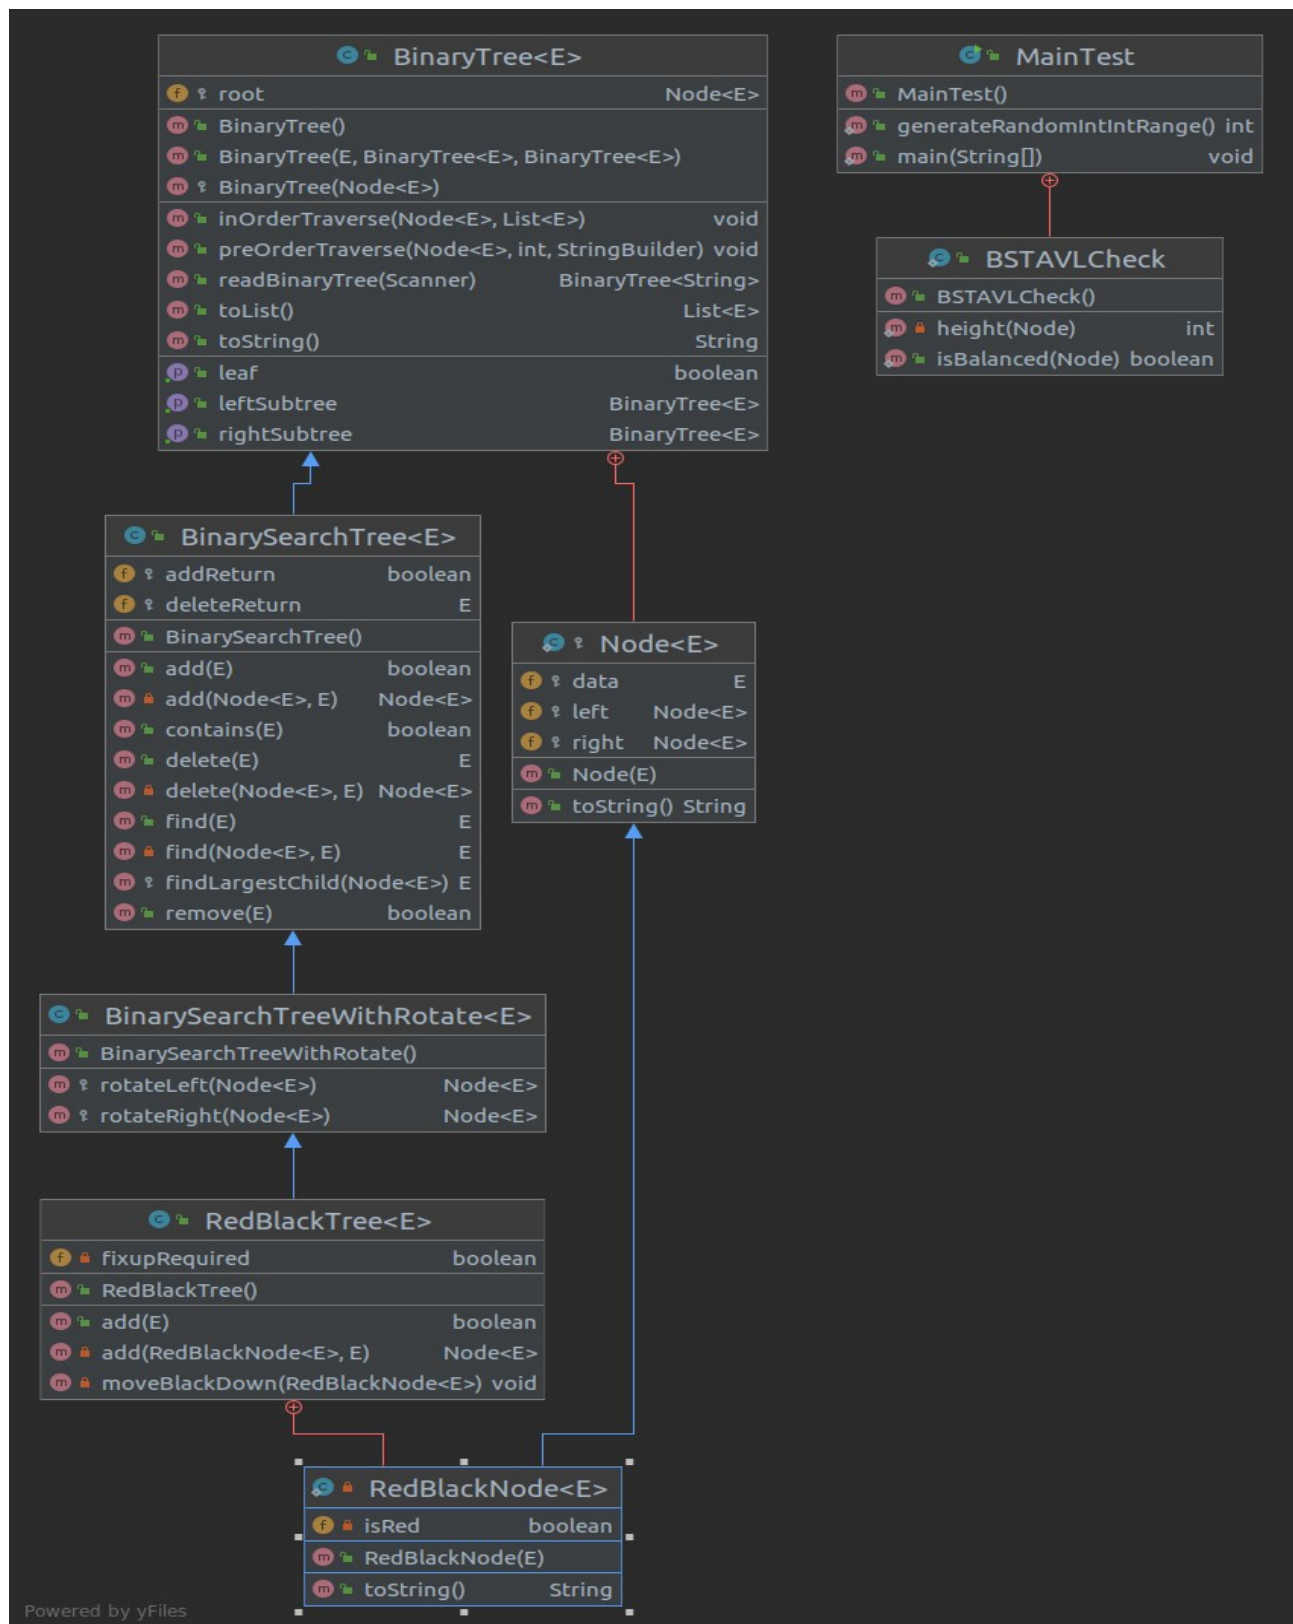 BinaryTree<E>
root Node<E>
BinaryTree()
BinaryTree(E, BinaryTree<E>, BinaryTree<E>)
BinaryTree(Node<E>)
inOrderTraverse(Node<E>, List<E>) void
preOrderTraverse(Node<E>, int, StringBuilder) void
readBinaryTree(Scanner) BinaryTree<String>
toList() List<E>
toString() String
leaf boolean
leftSubtree BinaryTree<E>
rightSubtree BinaryTree<E>
MainTest
MainTest()
generateRandomIntIntRange() int
main(String[]) void
BSTAVLCheck
BSTAVLCheck()
height(Node) int
isBalanced(Node) boolean
BinarySearchTree<E>
addReturn boolean
deleteReturn E
BinarySearchTree()
add(E) boolean
add(Node<E>, E) Node<E>
contains(E) boolean
delete(E) E
delete(Node<E>, E) Node<E>
find(E) E
find(Node<E>, E) E
findLargestChild(Node<E>) E
remove(E) boolean
Node<E>
data E
left Node<E>
right Node<E>
Node(E)
toString() String
BinarySearchTreeWithRotate<E>
BinarySearchTreeWithRotate()
rotateLeft(Node<E>) Node<E>
rotateRight(Node<E>) Node<E>
RedBlackTree<E>
fixupRequired boolean
RedBlackTree()
add(E) boolean
add(RedBlackNode<E>, E) Node<E>
moveBlackDown(RedBlackNode<E>) void
RedBlackNode<E>
isRed boolean
RedBlackNode(E)
toString() String
Powered by yFiles